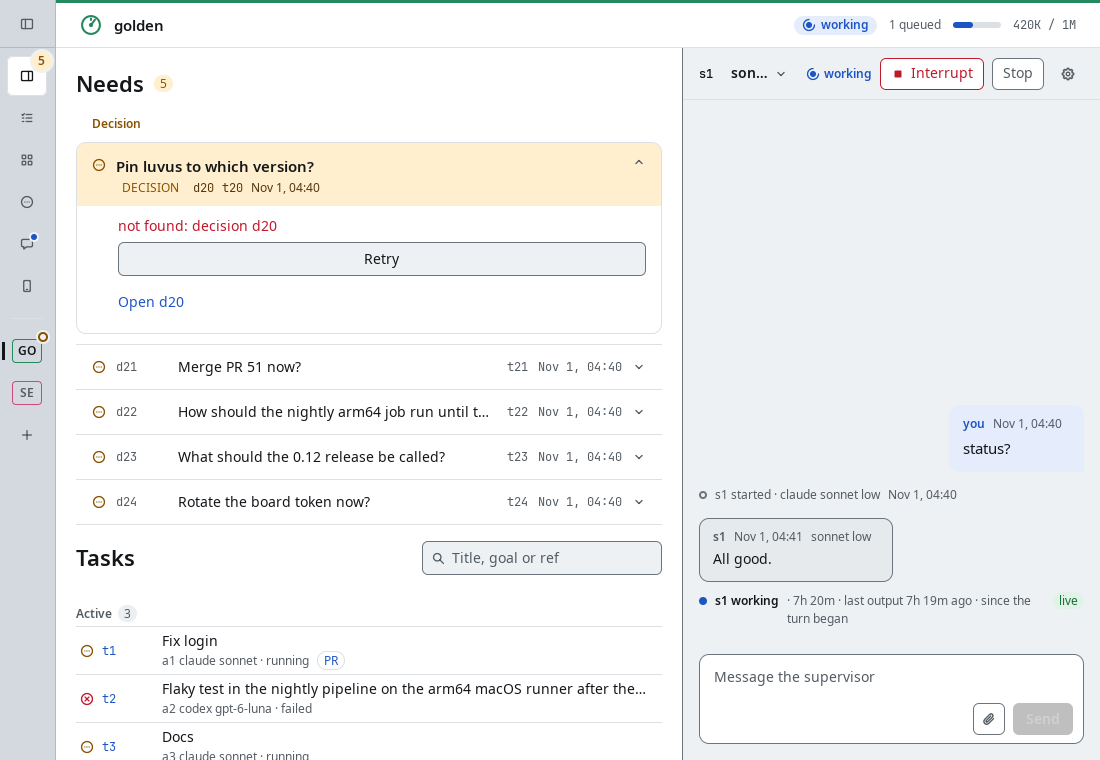 golden
working
1 queued
420K / 1M
5
GO
SE
Needs 5
Decision
Pin luvus to which version?
DECISION d20 t20 Nov 1, 04:40
not found: decision d20
Retry
Open d20
d21 Merge PR 51 now? t21 Nov 1, 04:40
d22 How should the nightly arm64 job run until t... t22 Nov 1, 04:40
d23 What should the 0.12 release be called? t23 Nov 1, 04:40
d24 Rotate the board token now? t24 Nov 1, 04:40
Tasks
Title, goal or ref
Active 3
t1 Fix login
a1 claude sonnet · running PR
t2 Flaky test in the nightly pipeline on the arm64 macOS runner after the...
a2 codex gpt-6-luna · failed
t3 Docs
a3 claude sonnet · running
s1 son... working Interrupt Stop
you Nov 1, 04:40
status?
s1 started · claude sonnet low Nov 1, 04:40
s1 Nov 1, 04:41 sonnet low
All good.
s1 working · 7h 20m · last output 7h 19m ago · since the live
turn began
Message the supervisor
Send